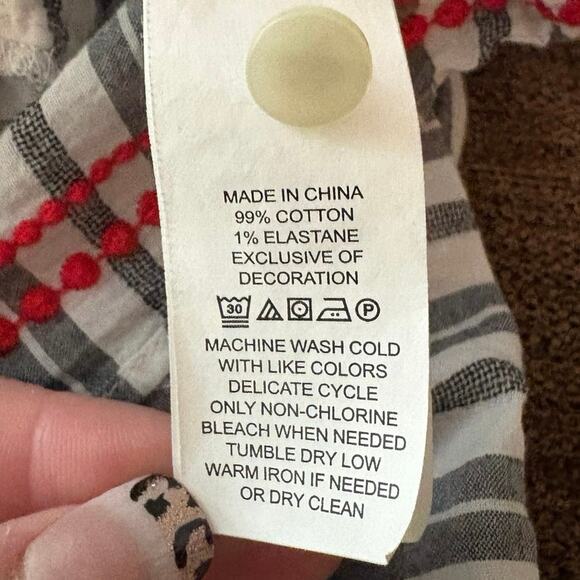 MADE IN CHINA
99% COTTON
1% ELASTANE
EXCLUSIVE OF
DECORATION
30 P
MACHINE WASH COLD
WITH LIKE COLORS
DELICATE CYCLE
ONLY NON-CHLORINE
BLEACH WHEN NEEDED
TUMBLE DRY LOW
WARM IRON IF NEEDED
OR DRY CLEAN